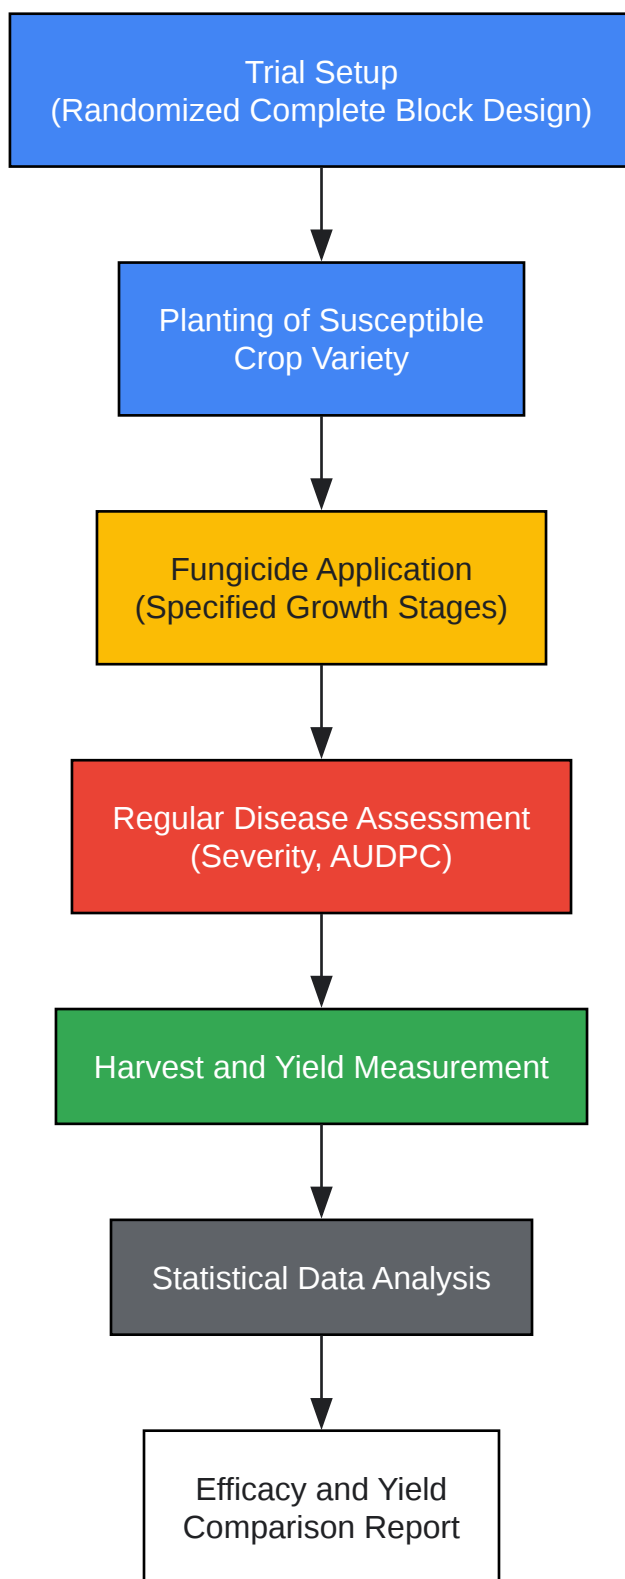 Trial Setup
(Randomized Complete Block Design)
Planting of Susceptible
Crop Variety
Fungicide Application
(Specified Growth Stages)
Regular Disease Assessment
(Severity, AUDPC)
Harvest and Yield Measurement
Statistical Data Analysis
Efficacy and Yield
Comparison Report